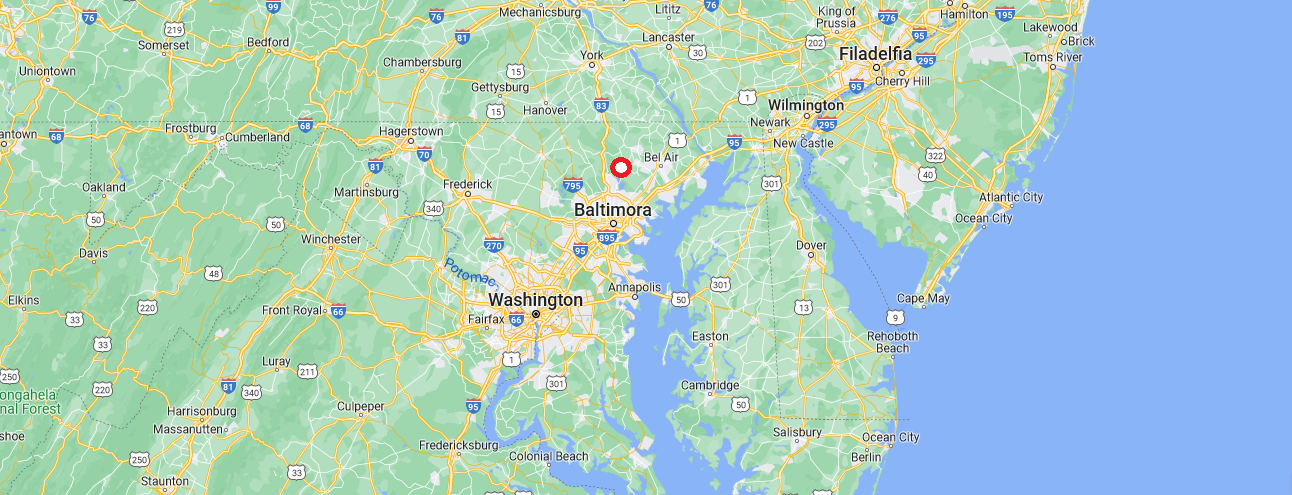 76
99
Mechanicsburg
76
Lititz
76
King of
Prussia
276
Hamilton
195
Lakewood
Brick
219
Somerset
Bedford
81
Lancaster
30
202
95
Filadelfia
295
Toms River
Uniontown
Chambersburg
15
York
Cherry Hill
Gettysburg
83
1
95
Wilmington
15
Hanover
Newark
295
antown
68
Frostburg
Cumberland
68
Hagerstown
1
95
New Castle
322
70
Bel Air
81
40
Oakland
Martinsburg
Frederick
795
301
Atlantic City
50
340
Baltimora
Ocean City
50
Winchester
270
95
895
Dover
Davis
48
Potomac
Annapolis
301
Elkins
220
Front Royal
66
Washington
50
13
Cape May
33
Fairfax
66
9
33
Easton
Rehoboth
Beach
250
Luray
211
1
ongahela
nal Forest
220
81
340
301
Cambridge
Harrisonburg
Culpeper
95
50
shoe
Massanutten
Fredericksburg
Salisbury
Ocean City
250
Colonial Beach
Berlin
33
Staunton